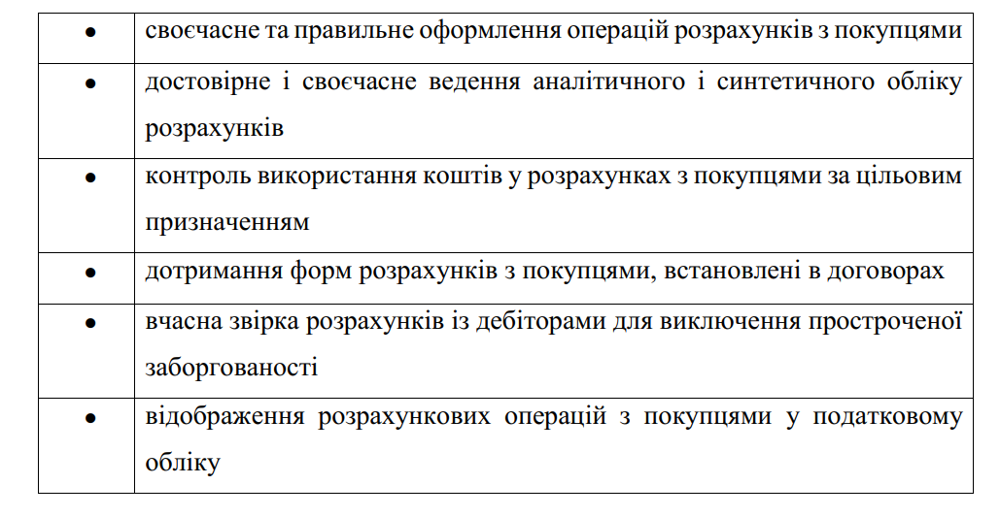 • своєчасне та правильне оформлення операцій розрахунків з покупцями
• достовірне і своєчасне ведення аналітичного і синтетичного обліку
розрахунків
• контроль використання коштів у розрахунках з покупцями за цільовим
призначенням
• дотримання форм розрахунків з покупцями, встановлені в договорах
• вчасна звірка розрахунків із дебіторами для виключення простроченої
заборгованості
• відображення розрахункових операцій з покупцями у податковому
обліку